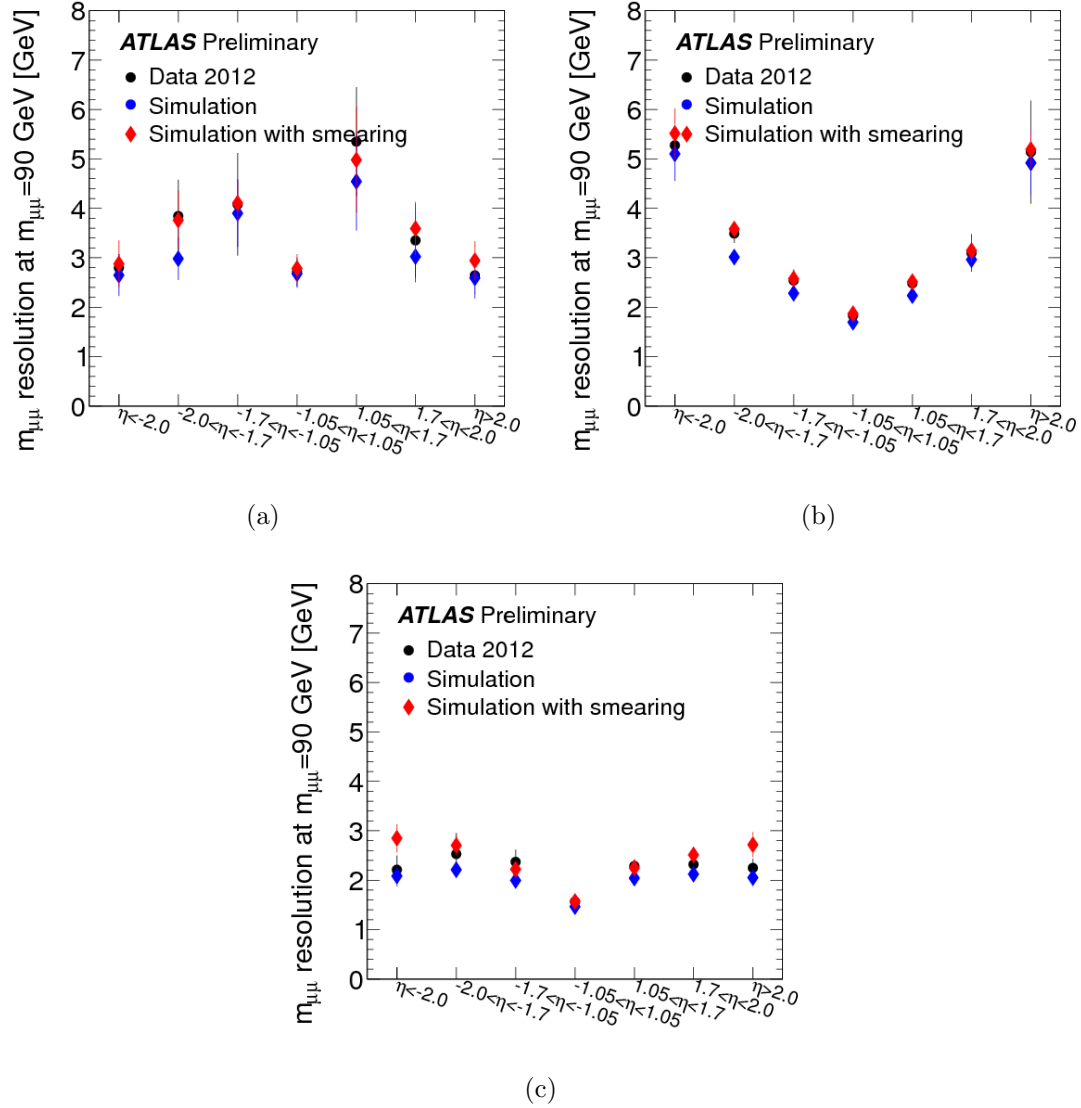 m_μμ resolution at m_μμ=90 GeV [GeV]
8
7
6
5
4
3
2
1
0
ATLAS Preliminary
Data 2012
Simulation
Simulation with smearing
η<-2.0
-2.0<η<-1.7
-1.7<η<-1.05
-1.05<η<1.05
1.05<η<1.7
1.7<η<2.0
η>2.0
(a)
m_μμ resolution at m_μμ=90 GeV [GeV]
8
7
6
5
4
3
2
1
0
ATLAS Preliminary
Data 2012
Simulation
Simulation with smearing
η<-2.0
-2.0<η<-1.7
-1.7<η<-1.05
-1.05<η<1.05
1.05<η<1.7
1.7<η<2.0
η>2.0
(b)
m_μμ resolution at m_μμ=90 GeV [GeV]
8
7
6
5
4
3
2
1
0
ATLAS Preliminary
Data 2012
Simulation
Simulation with smearing
η<-2.0
-2.0<η<-1.7
-1.7<η<-1.05
-1.05<η<1.05
1.05<η<1.7
1.7<η<2.0
η>2.0
(c)